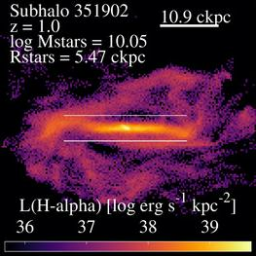 Subhalo 351902
10.9 ckpc
z = 1.0
log Mstars = 10.05
Rstars = 5.47 ckpc
L(H-alpha) [log erg s⁻¹ kpc⁻²]
36 37 38 39